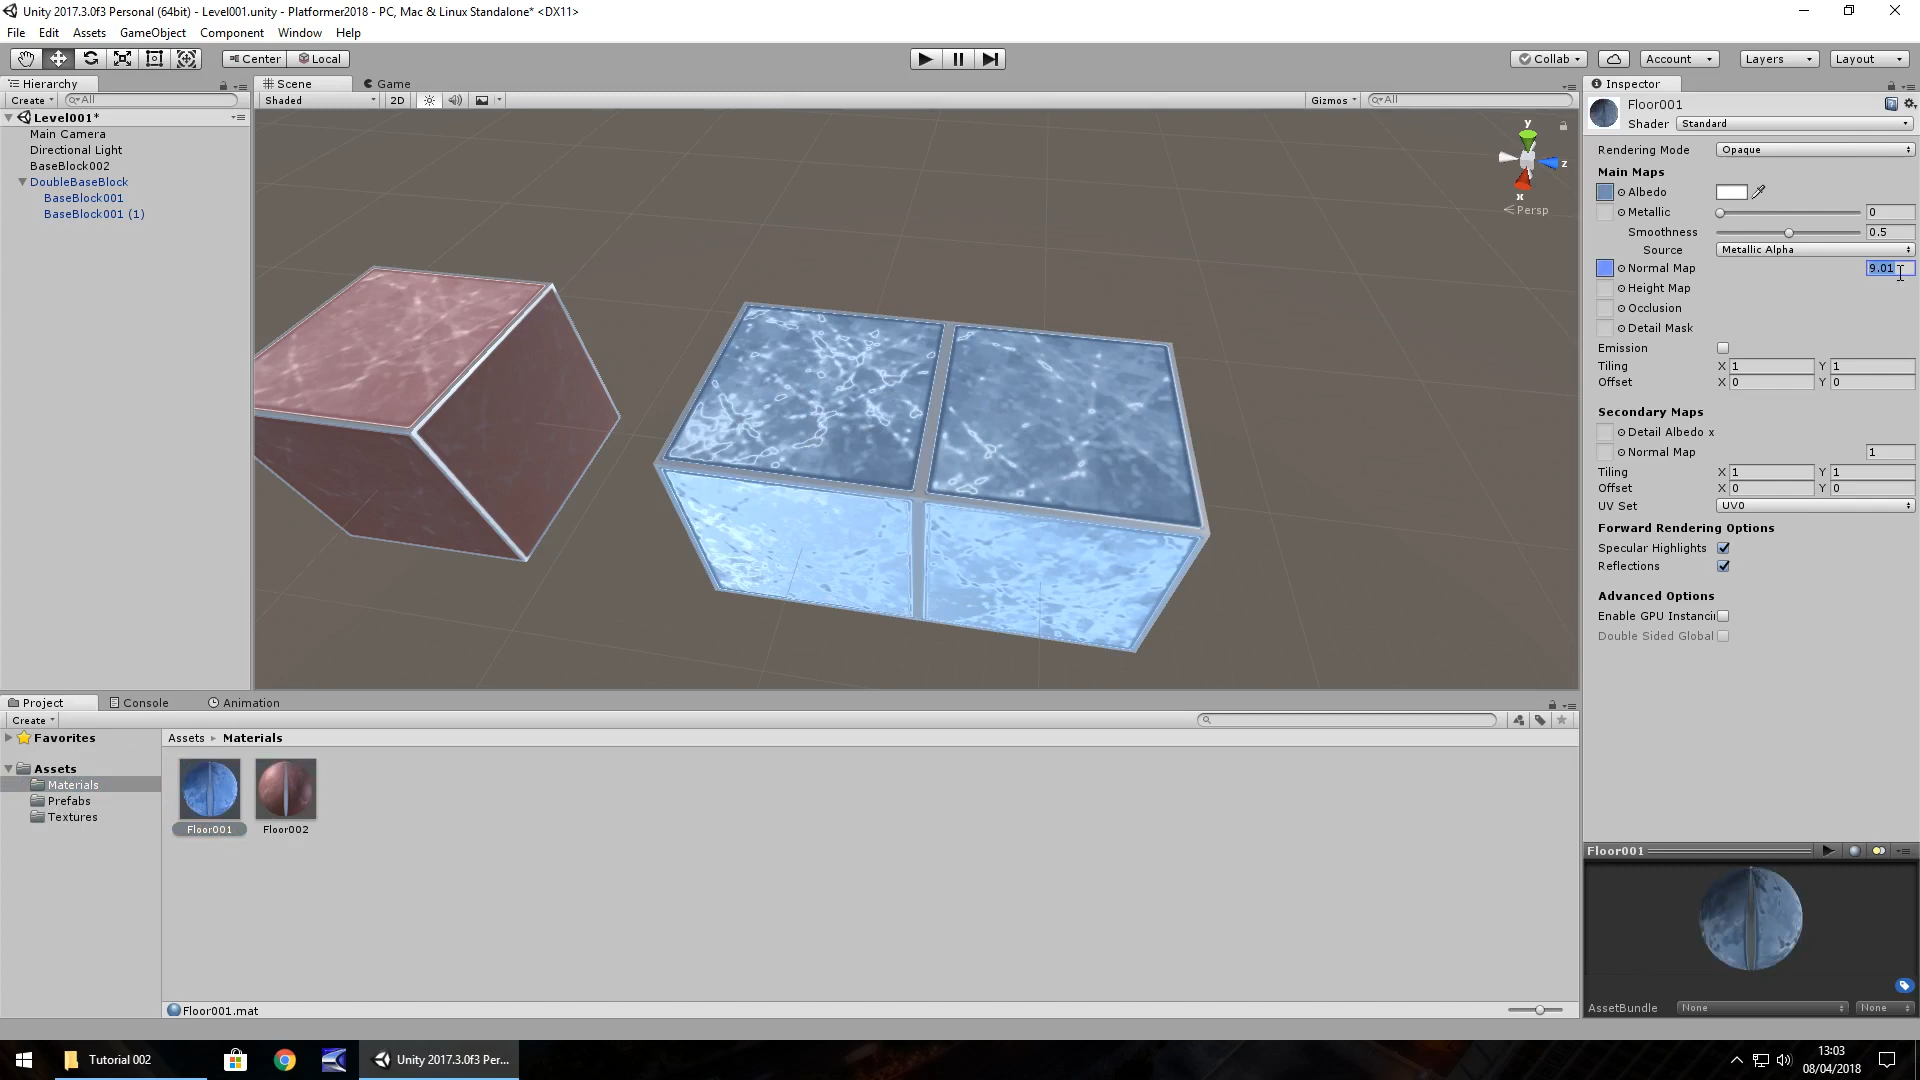 Unity 2017.3.0f3 Personal (64bit) - Level001.unity - Platformer2018 - PC, Mac & Linux Standalone* <DX11>
File Edit Assets GameObject Component Window Help
Center Local Collab Account Layers Layout
Hierarchy Scene Game Inspector
Create All Shaded 2D Gizmos All
Level001*
Main Camera
Directional Light
BaseBlock002
DoubleBaseBlock
BaseBlock001
BaseBlock001 (1)
y
z
x
Persp
Floor001
Shader Standard
Rendering Mode Opaque
Main Maps
Albedo
Metallic 0
Smoothness 0.5
Source Metallic Alpha
Normal Map 9.01
Height Map
Occlusion
Detail Mask
Emission
Tiling X 1 Y 1
Offset X 0 Y 0
Secondary Maps
Detail Albedo x
Normal Map 1
Tiling X 1 Y 1
Offset X 0 Y 0
UV Set UV0
Forward Rendering Options
Specular Highlights
Reflections
Advanced Options
Enable GPU Instanci
Double Sided Global
Project Console Animation
Create
Favorites
Assets
Materials
Prefabs
Textures
Assets Materials
Floor001 Floor002
Floor001.mat
Floor001
AssetBundle None None
Tutorial 002 Unity 2017.3.0f3 Per...
13:03
08/04/2018